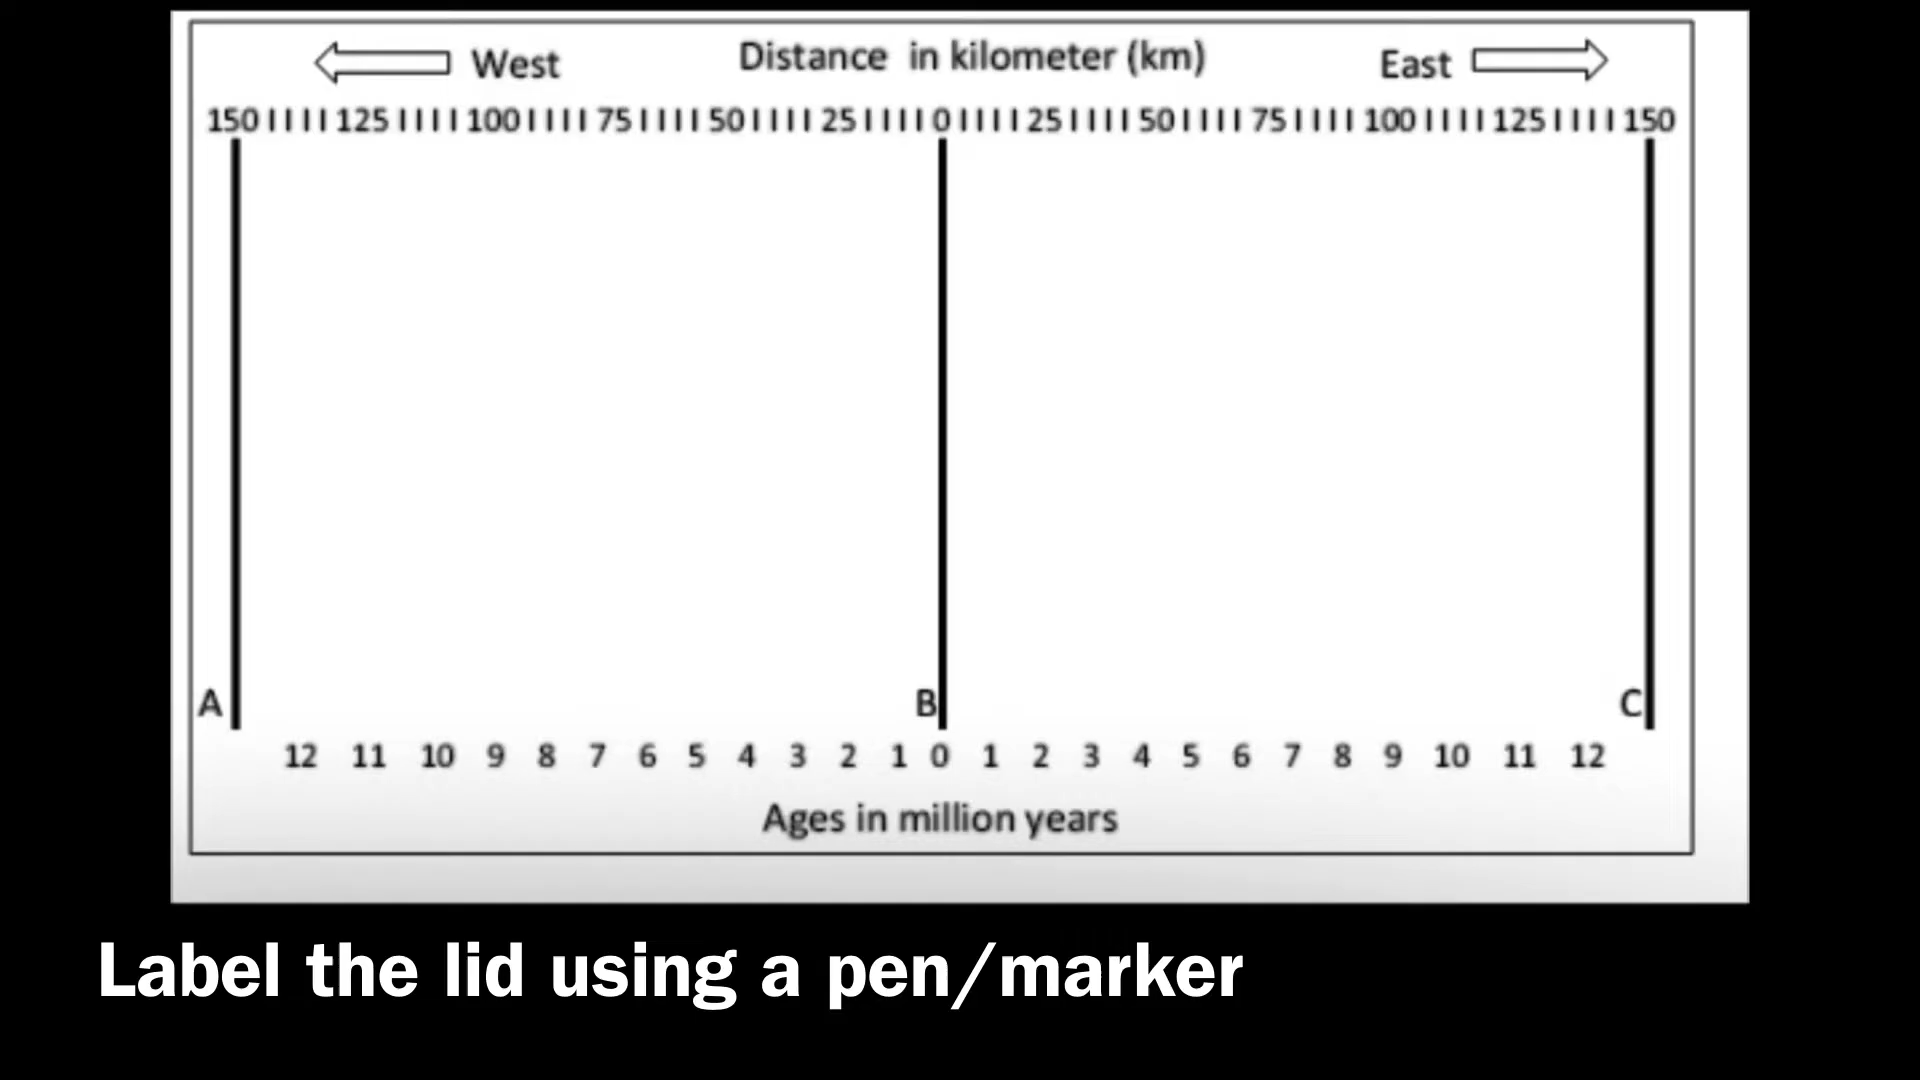 West Distance in kilometer (km) East
150 I I I I 125 I I I I 100 I I I I 75 I I I I 50 I I I I 25 I I I I 0 I I I I 25 I I I I 50 I I I I 75 I I I I 100 I I I I 125 I I I I 150
A B C
12 11 10 9 8 7 6 5 4 3 2 1 0 1 2 3 4 5 6 7 8 9 10 11 12
Ages in million years
Label the lid using a pen/marker